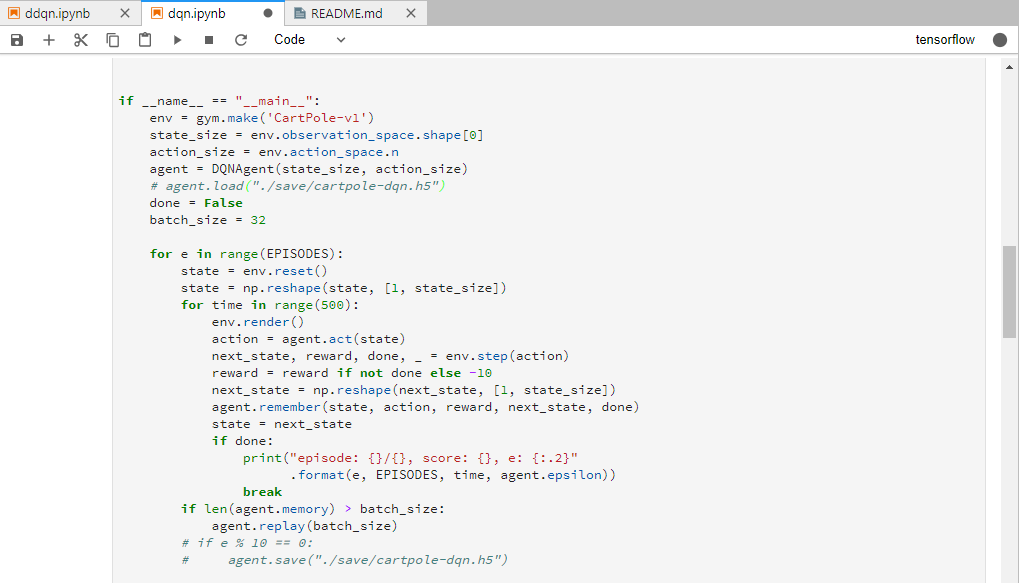 ddqn.ipynb
dqn.ipynb
README.md
Code
tensorflow
if __name__ == "__main__":
    env = gym.make('CartPole-v1')
    state_size = env.observation_space.shape[0]
    action_size = env.action_space.n
    agent = DQNAgent(state_size, action_size)
    # agent.load("./save/cartpole-dqn.h5")
    done = False
    batch_size = 32

    for e in range(EPISODES):
        state = env.reset()
        state = np.reshape(state, [1, state_size])
        for time in range(500):
            env.render()
            action = agent.act(state)
            next_state, reward, done, _ = env.step(action)
            reward = reward if not done else -10
            next_state = np.reshape(next_state, [1, state_size])
            agent.remember(state, action, reward, next_state, done)
            state = next_state
            if done:
                print("episode: {}/{}, score: {}, e: {:.2}"
                      .format(e, EPISODES, time, agent.epsilon))
                break
        if len(agent.memory) > batch_size:
            agent.replay(batch_size)
        # if e % 10 == 0:
        #     agent.save("./save/cartpole-dqn.h5")